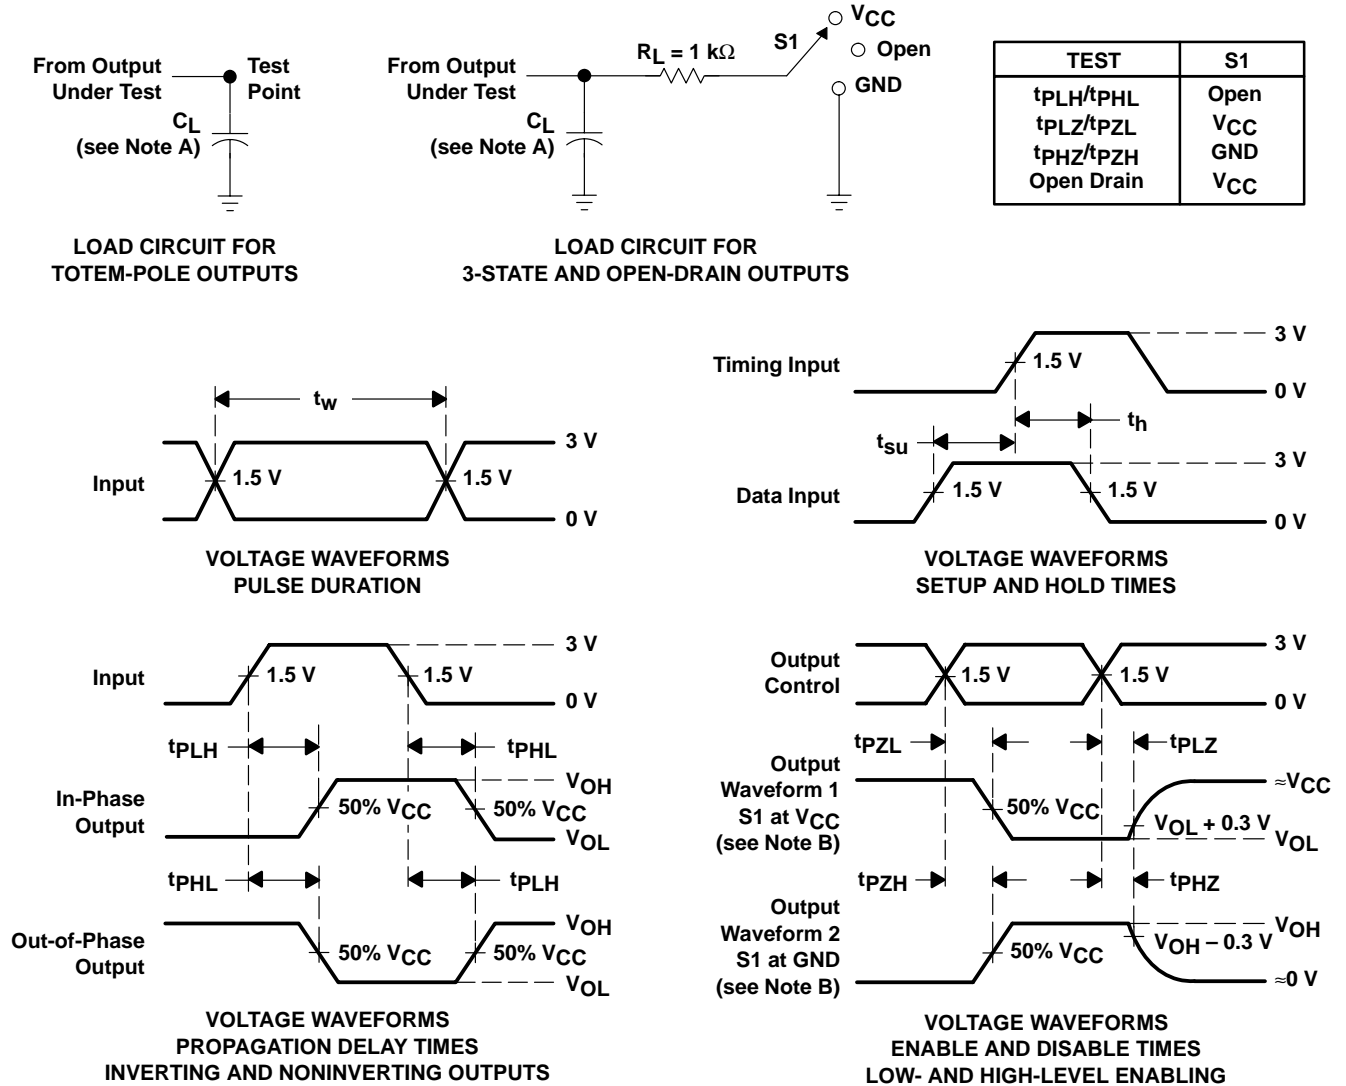 From Output
Under Test
Test
Point
CL
(see Note A)
LOAD CIRCUIT FOR
TOTEM-POLE OUTPUTS
From Output
Under Test
RL = 1 kΩ
S1
VCC
Open
GND
CL
(see Note A)
LOAD CIRCUIT FOR
3-STATE AND OPEN-DRAIN OUTPUTS
TEST S1
tPLH/tPHL Open
tPLZ/tPZL VCC
tPHZ/tPZH GND
Open Drain VCC
tw
Input
1.5 V
1.5 V
3 V
0 V
VOLTAGE WAVEFORMS
PULSE DURATION
Timing Input
1.5 V
3 V
0 V
tsu
th
Data Input
1.5 V
1.5 V
3 V
0 V
VOLTAGE WAVEFORMS
SETUP AND HOLD TIMES
Input
1.5 V
1.5 V
3 V
0 V
tPLH
tPHL
In-Phase
Output
50% VCC
50% VCC
VOH
VOL
tPHL
tPLH
Out-of-Phase
Output
50% VCC
50% VCC
VOH
VOL
VOLTAGE WAVEFORMS
PROPAGATION DELAY TIMES
INVERTING AND NONINVERTING OUTPUTS
Output
Control
1.5 V
1.5 V
3 V
0 V
tPZL
tPLZ
Output
Waveform 1
S1 at VCC
(see Note B)
50% VCC
≈VCC
VOL + 0.3 V
VOL
tPZH
tPHZ
Output
Waveform 2
S1 at GND
(see Note B)
50% VCC
VOH
VOH − 0.3 V
≈0 V
VOLTAGE WAVEFORMS
ENABLE AND DISABLE TIMES
LOW- AND HIGH-LEVEL ENABLING